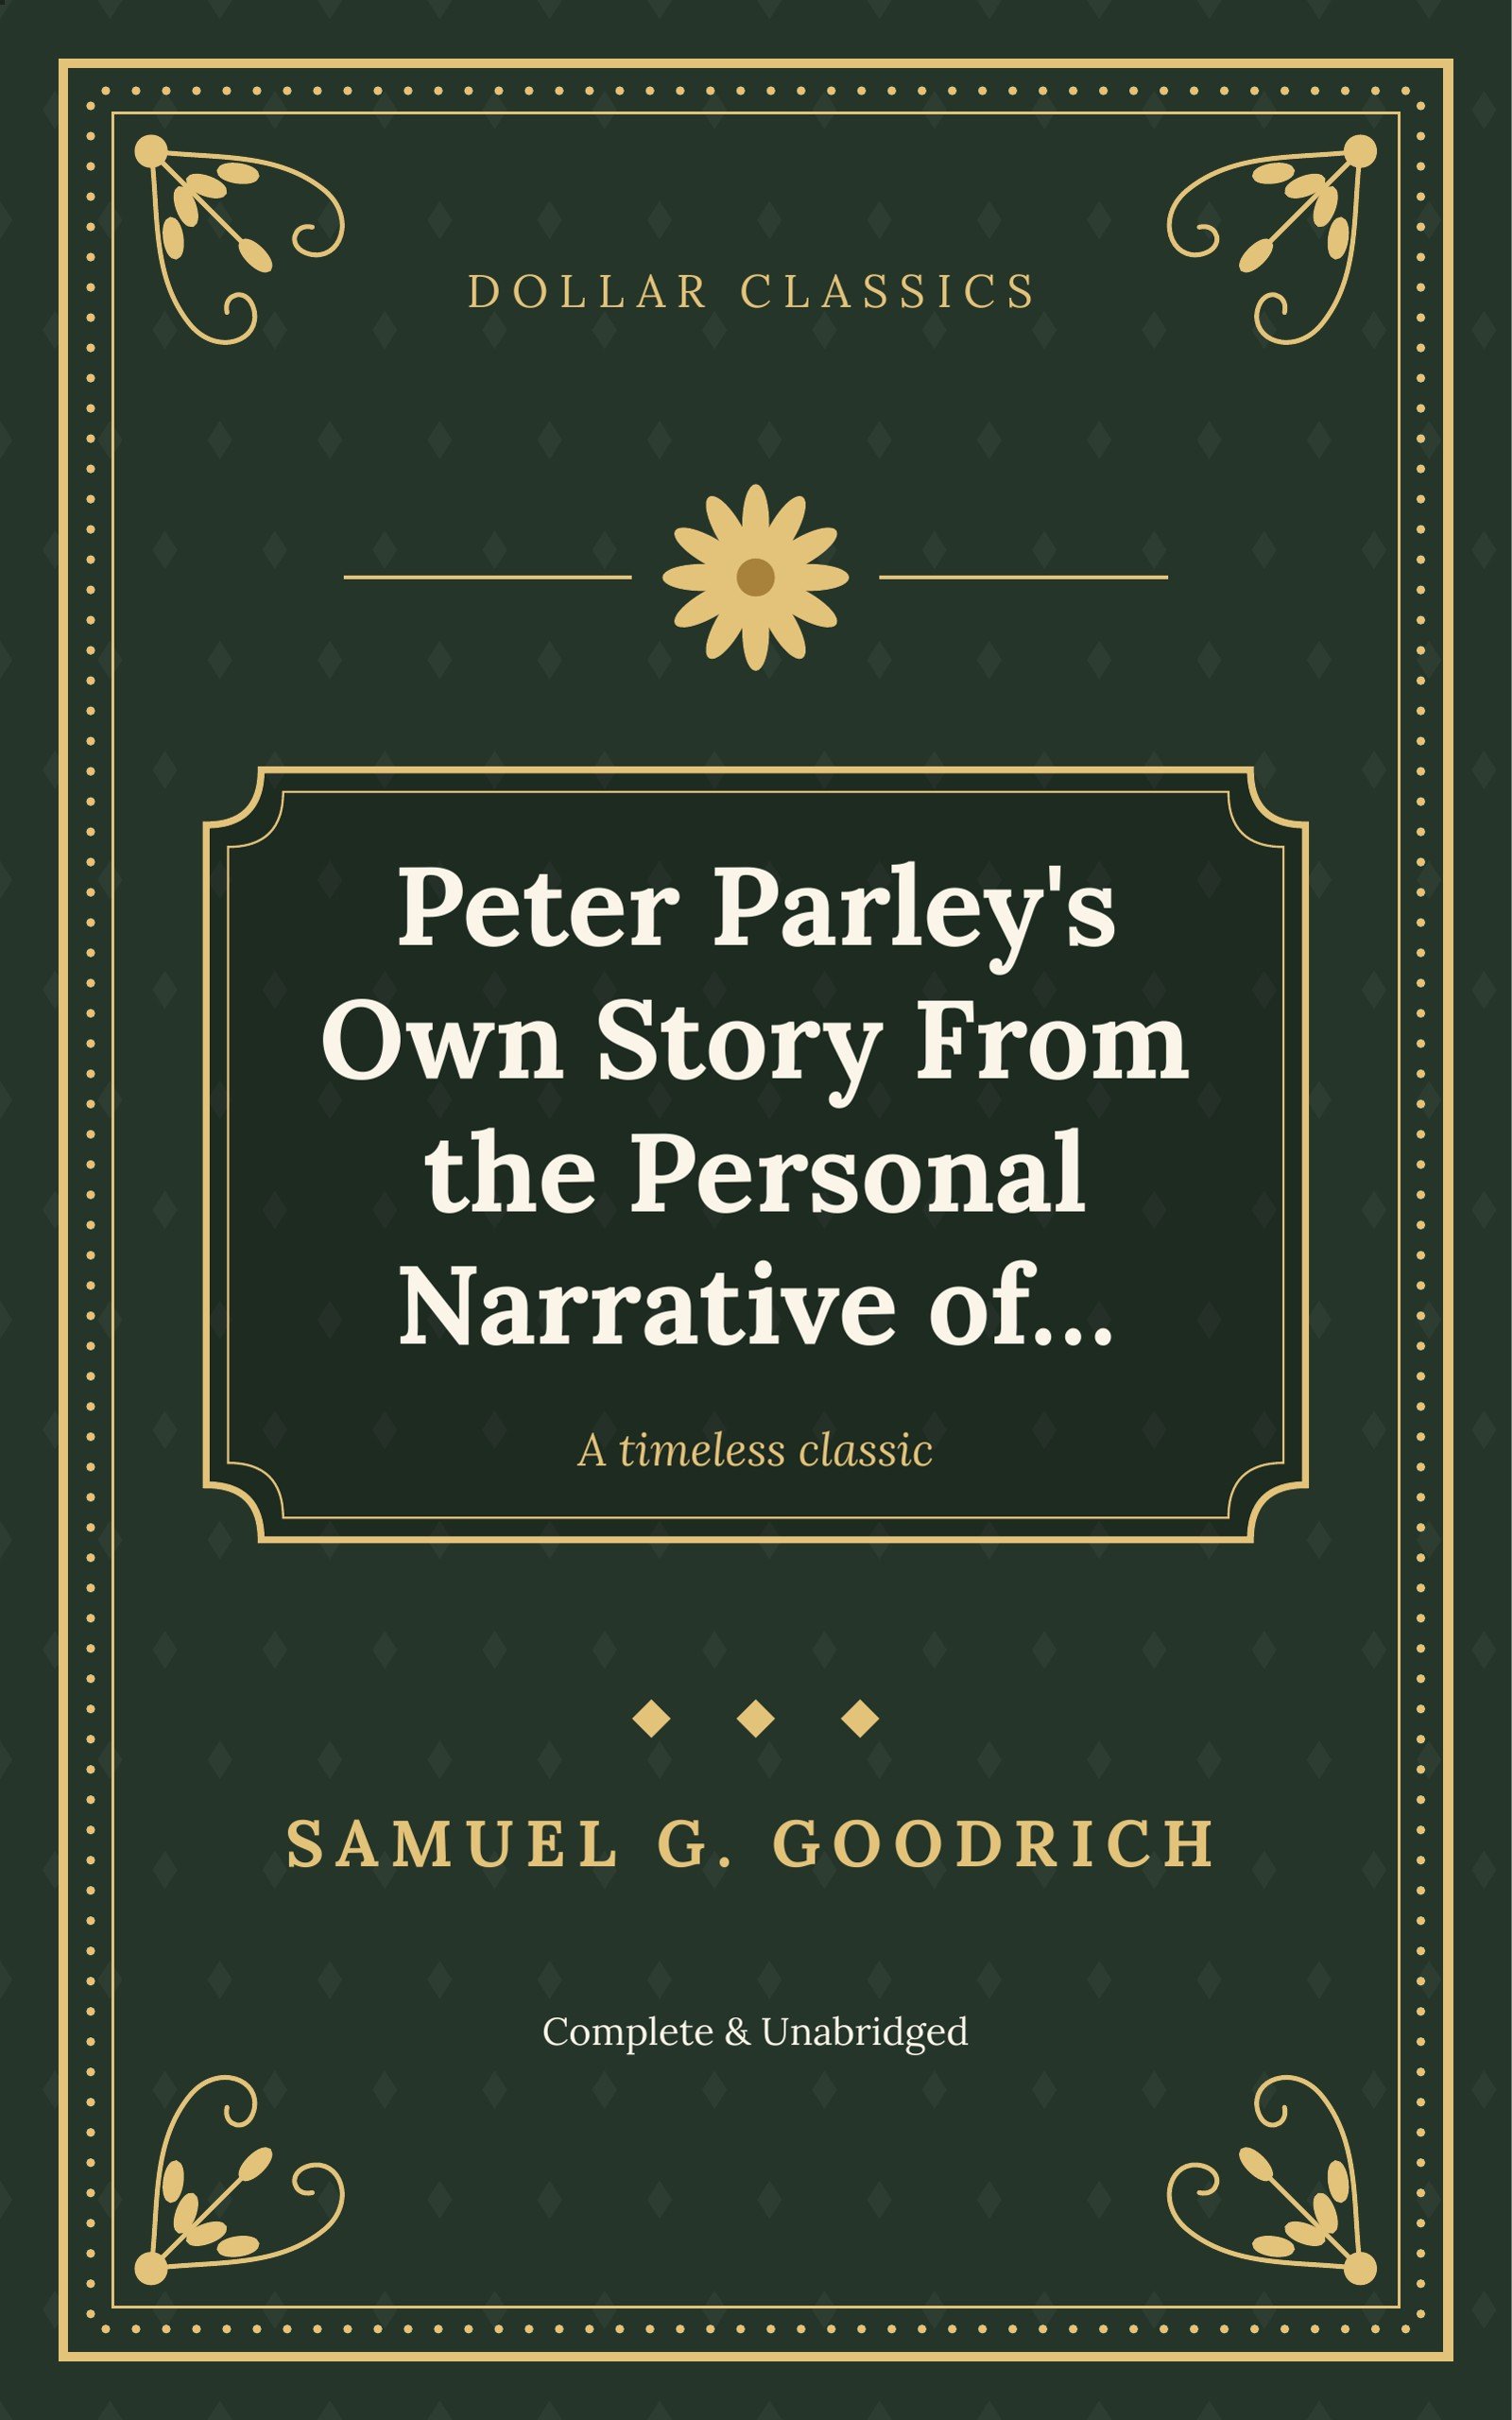 DOLLAR CLASSICS
Peter Parley's
Own Story From
the Personal
Narrative of...
A timeless classic
SAMUEL G. GOODRICH
Complete & Unabridged